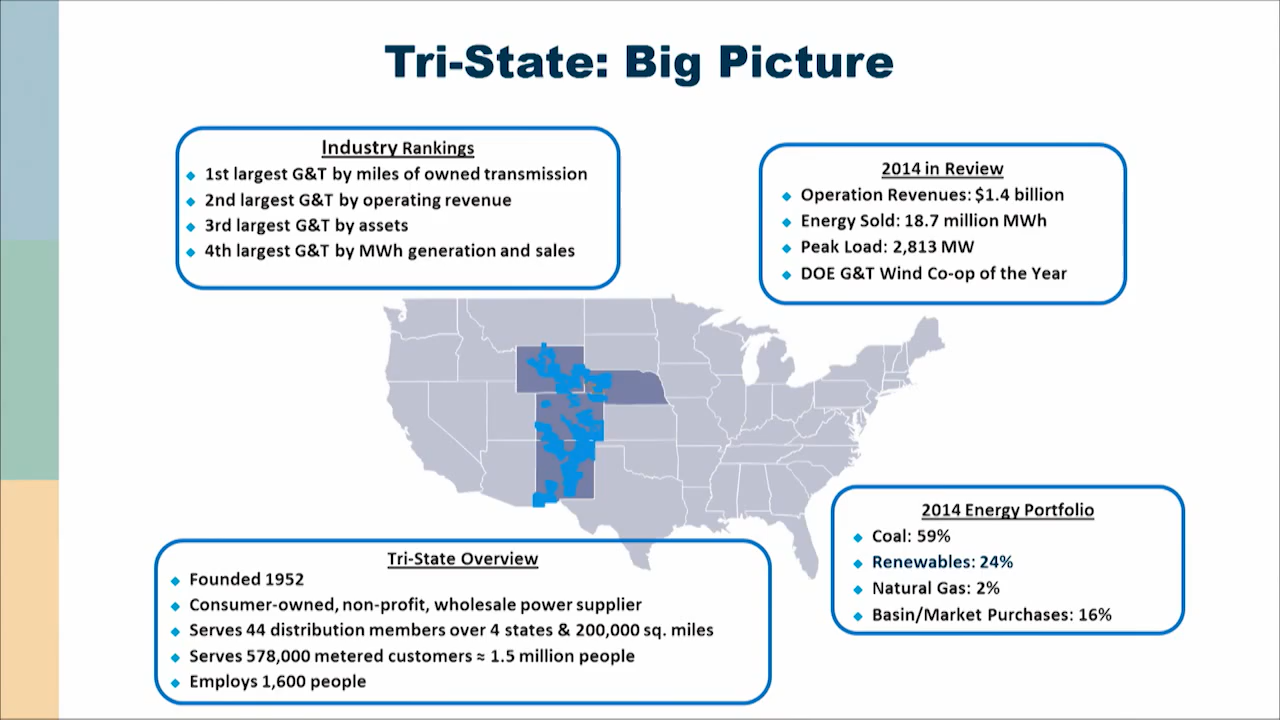 Tri-State: Big Picture
Industry Rankings
1st largest G&T by miles of owned transmission
2nd largest G&T by operating revenue
3rd largest G&T by assets
4th largest G&T by MWh generation and sales
2014 in Review
Operation Revenues: $1.4 billion
Energy Sold: 18.7 million MWh
Peak Load: 2,813 MW
DOE G&T Wind Co-op of the Year
2014 Energy Portfolio
Coal: 59%
Renewables: 24%
Natural Gas: 2%
Basin/Market Purchases: 16%
Tri-State Overview
Founded 1952
Consumer-owned, non-profit, wholesale power supplier
Serves 44 distribution members over 4 states & 200,000 sq. miles
Serves 578,000 metered customers ≈ 1.5 million people
Employs 1,600 people